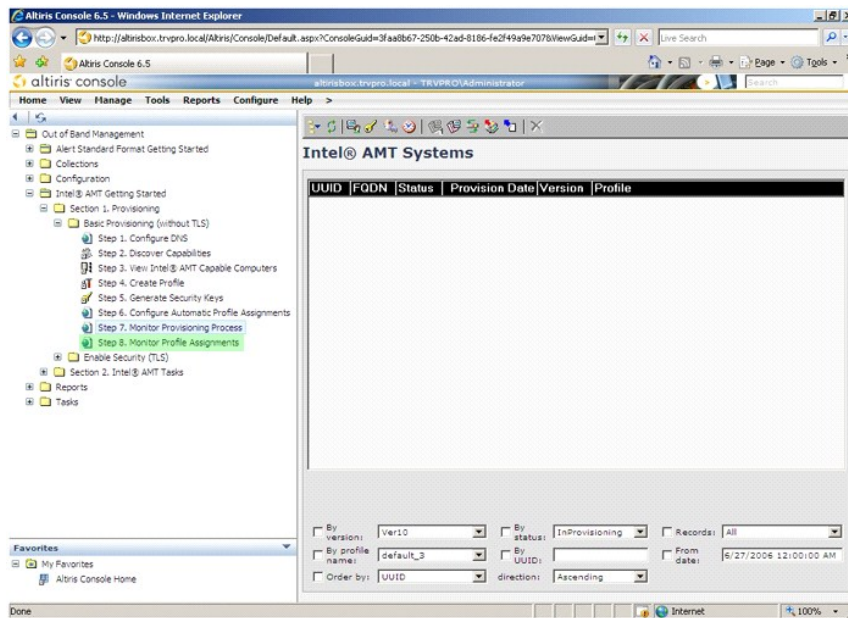 Altiris Console 6.5 - Windows Internet Explorer
http://altirisbox.trvpro.local/Altiris/Console/Default.aspx?ConsoleGuid=3faa8b67-250b-42ad-8186-fe2f49a9e707&ViewGuid=
Live Search
Altiris Console 6.5
Page
Tools
altiris console
altirisbox.trvpro.local - TRVPRO\Administrator
Search
Home View Manage Tools Reports Configure Help >
Out of Band Management
Alert Standard Format Getting Started
Collections
Configuration
Intel® AMT Getting Started
Section 1. Provisioning
Basic Provisioning (without TLS)
Step 1. Configure DNS
Step 2. Discover Capabilities
Step 3. View Intel® AMT Capable Computers
Step 4. Create Profile
Step 5. Generate Security Keys
Step 6. Configure Automatic Profile Assignments
Step 7. Monitor Provisioning Process
Step 8. Monitor Profile Assignments
Enable Security (TLS)
Section 2. Intel® AMT Tasks
Reports
Tasks
Favorites
My Favorites
Altiris Console Home
Intel® AMT Systems
UUID FQDN Status Provision Date Version Profile
By version: Ver10 By status: InProvisioning Records: All
By profile name: default_3 By UUID: From date: 6/27/2006 12:00:00 AM
Order by: UUID direction: Ascending
Done Internet 100%